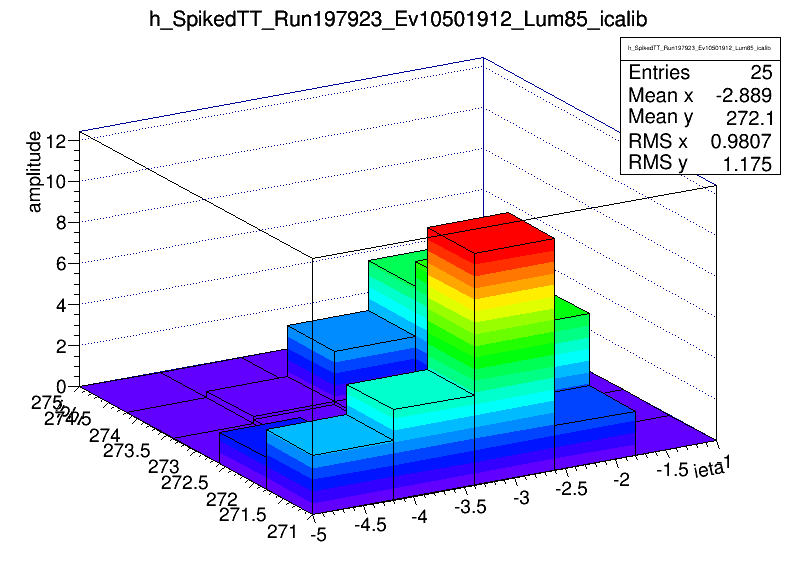 h_SpikedTT_Run197923_Ev10501912_Lum85_icalib
h_SpikedTT_Run197923_Ev10501912_Lum85_icalib
Entries 25
Mean x -2.889
Mean y 272.1
RMS x 0.9807
RMS y 1.175
amplitude
12
10
8
6
4
2
0
275
274.5
274
273.5
273
272.5
272
271.5
271
-5
-4.5
-4
-3.5
-3
-2.5
-2
-1.5
ieta